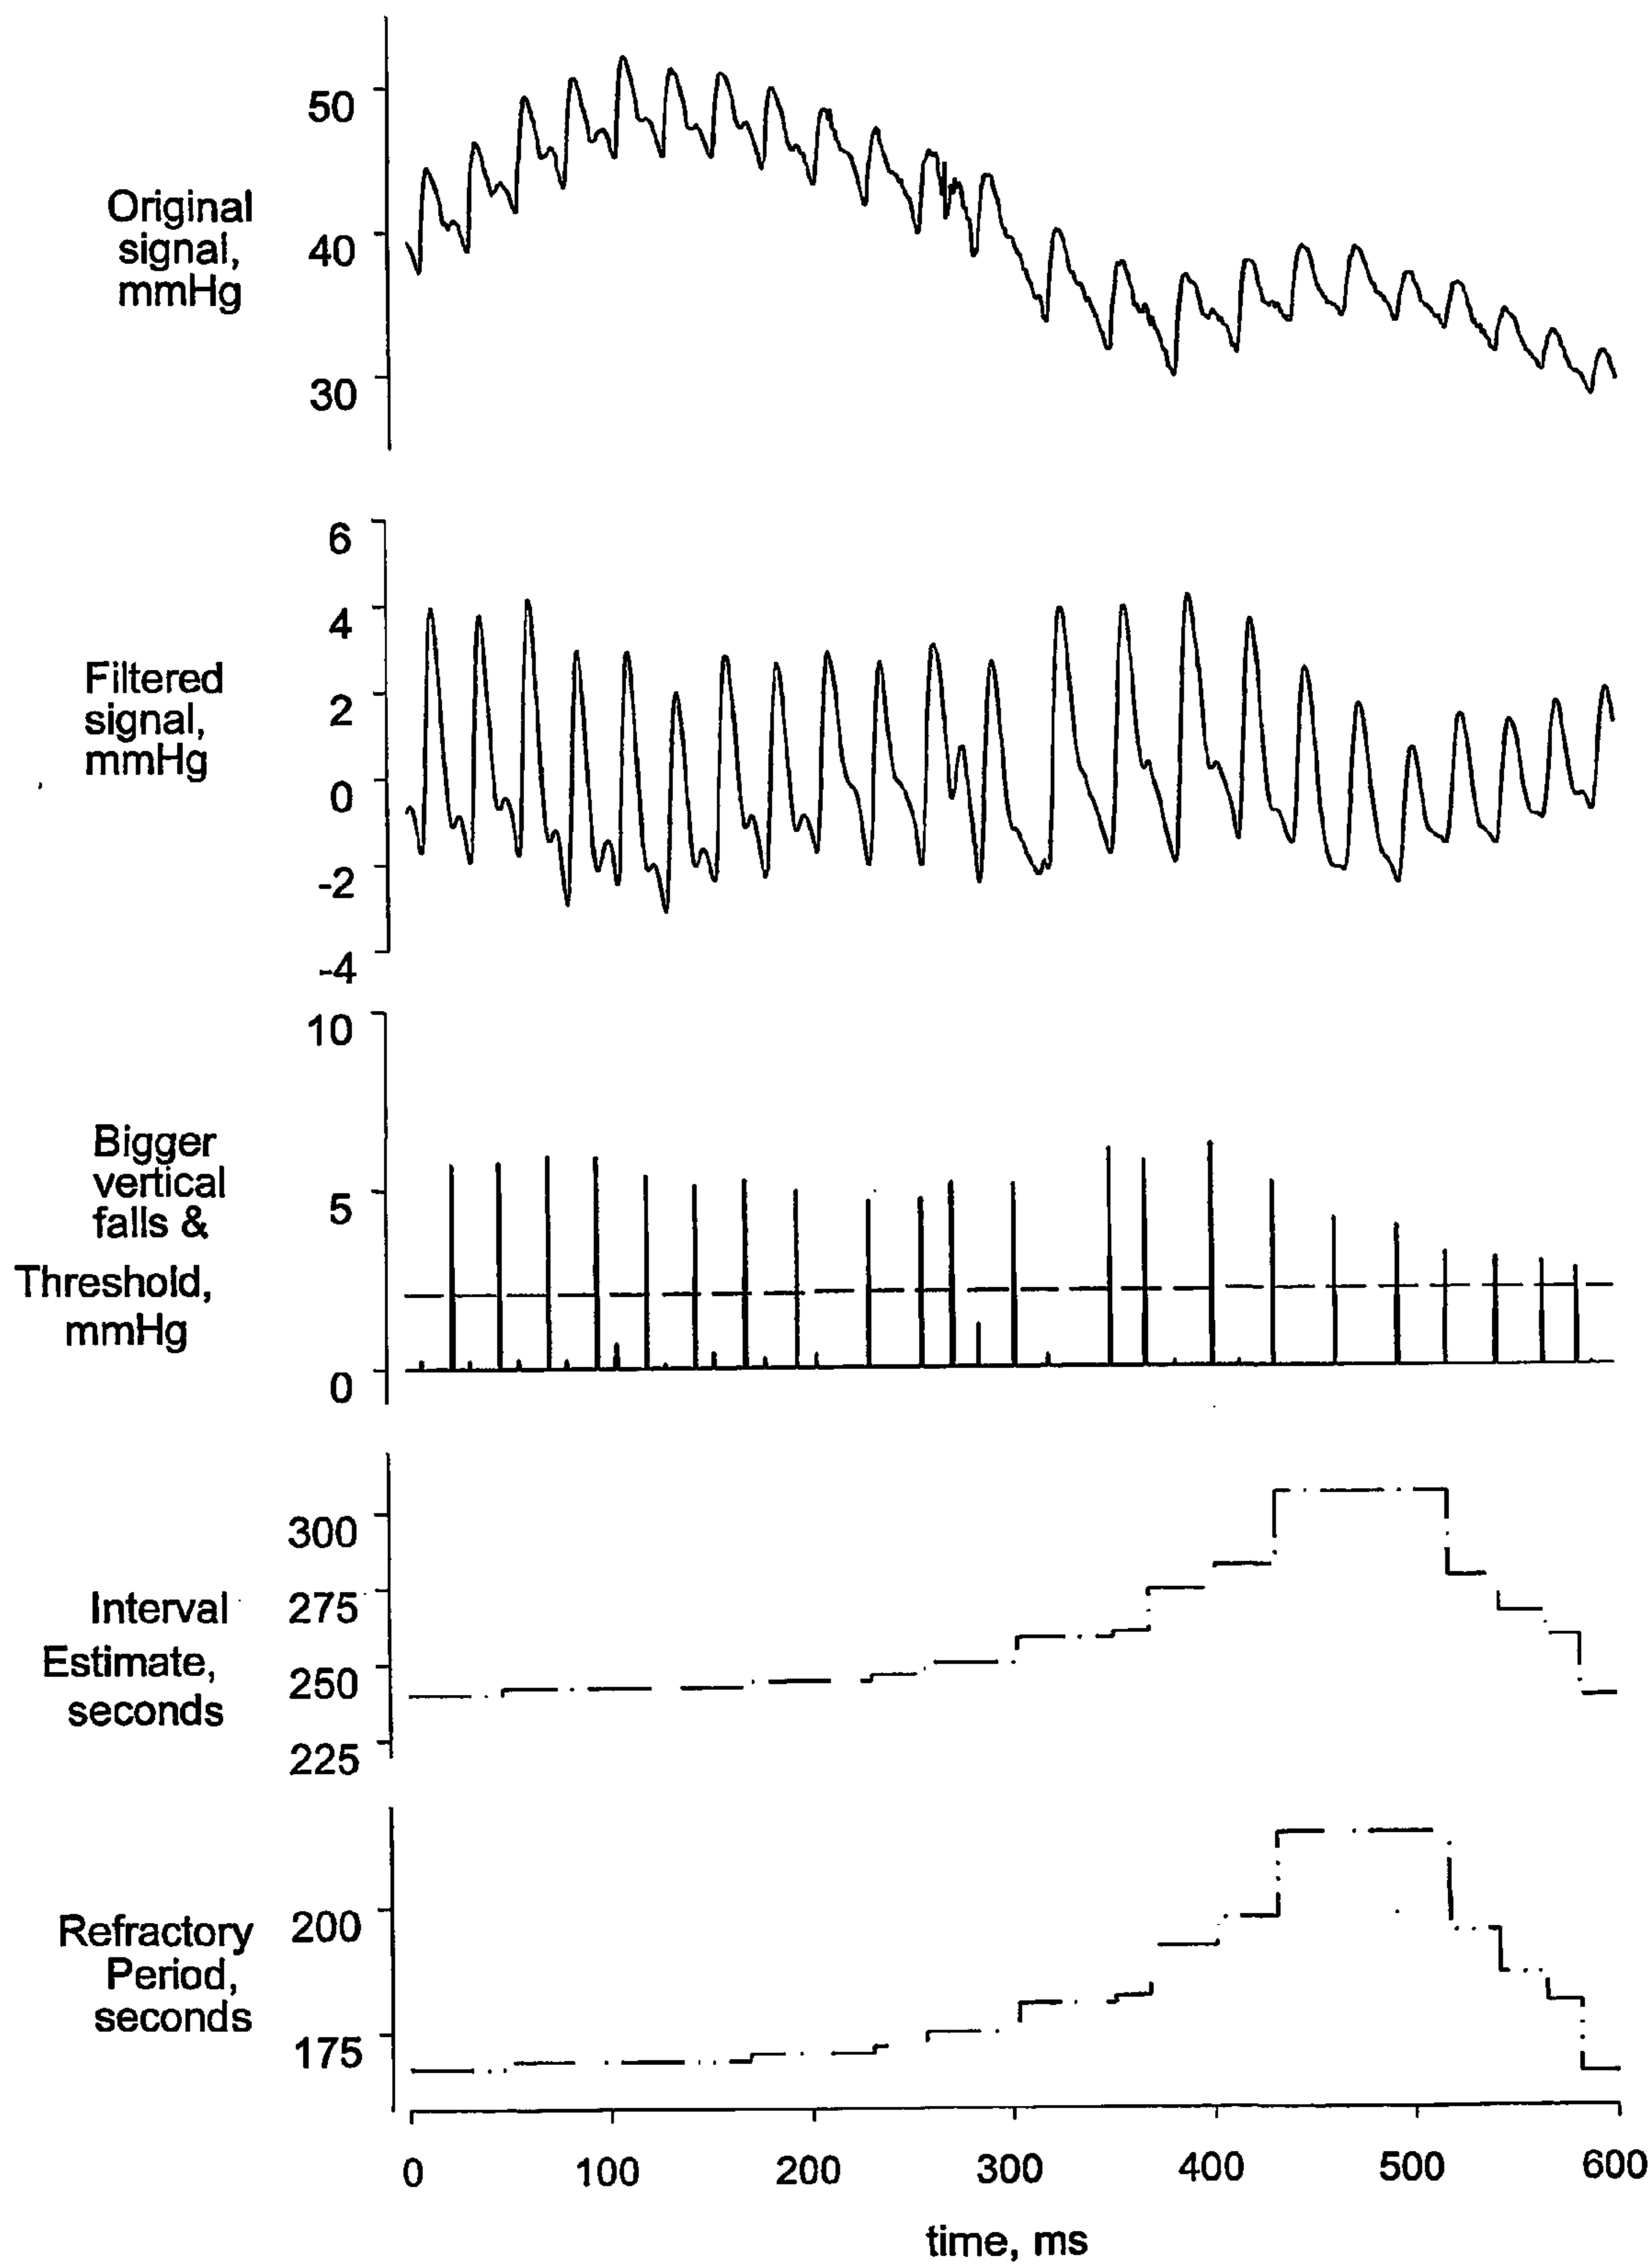 50
Original
signal,
mmHg
40
30
6
4
Filtered
signal,
mmHg
2
0
-2
-4
10
Bigger
vertical
falls &
Threshold,
mmHg
5
0
300
Interval
Estimate,
seconds
275
250
225
Refractory
Period,
seconds
200
175
0 100 200 300 400 500 600
time, ms